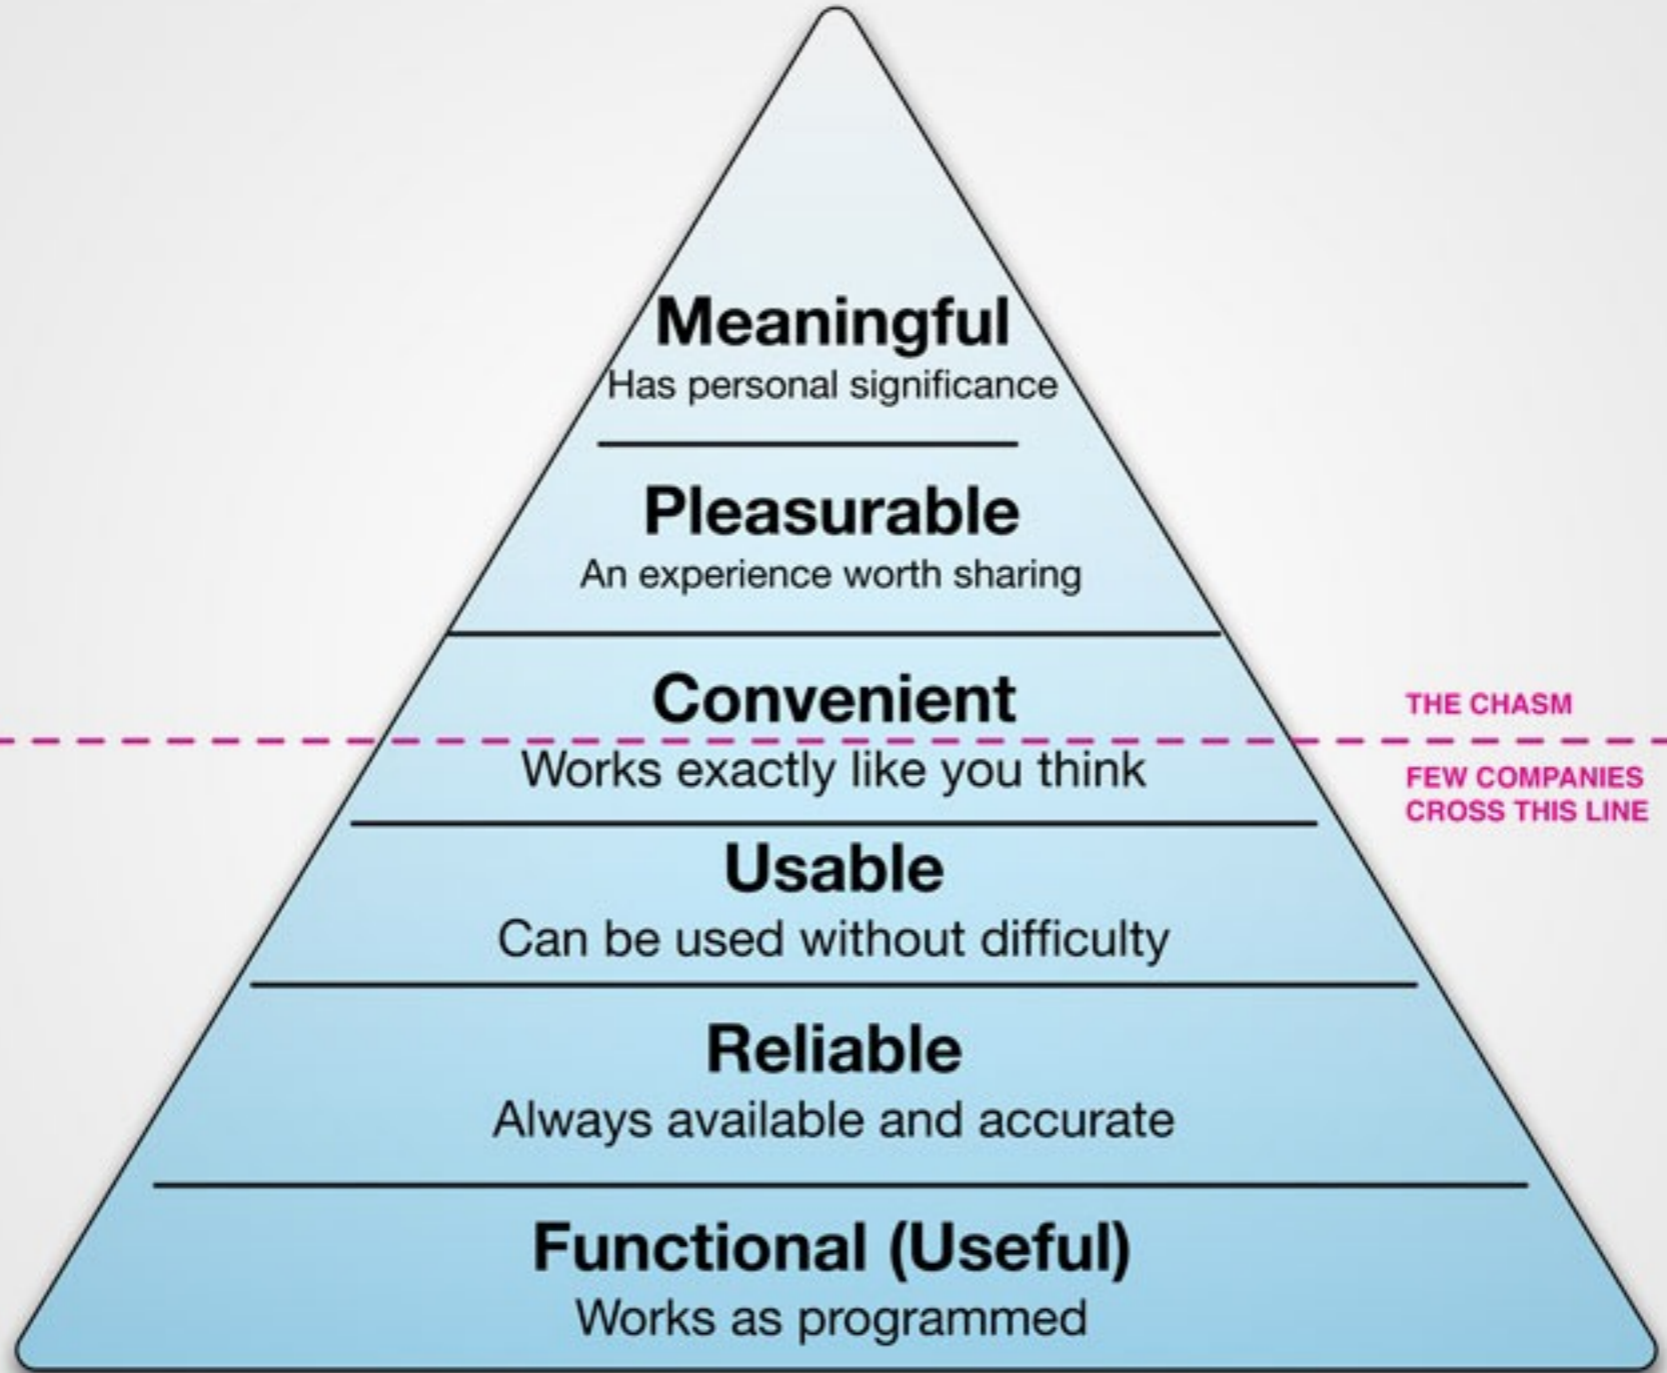 Meaningful
Has personal significance
Pleasurable
An experience worth sharing
Convenient
THE CHASM
Works exactly like you think
FEW COMPANIES
CROSS THIS LINE
Usable
Can be used without difficulty
Reliable
Always available and accurate
Functional (Useful)
Works as programmed